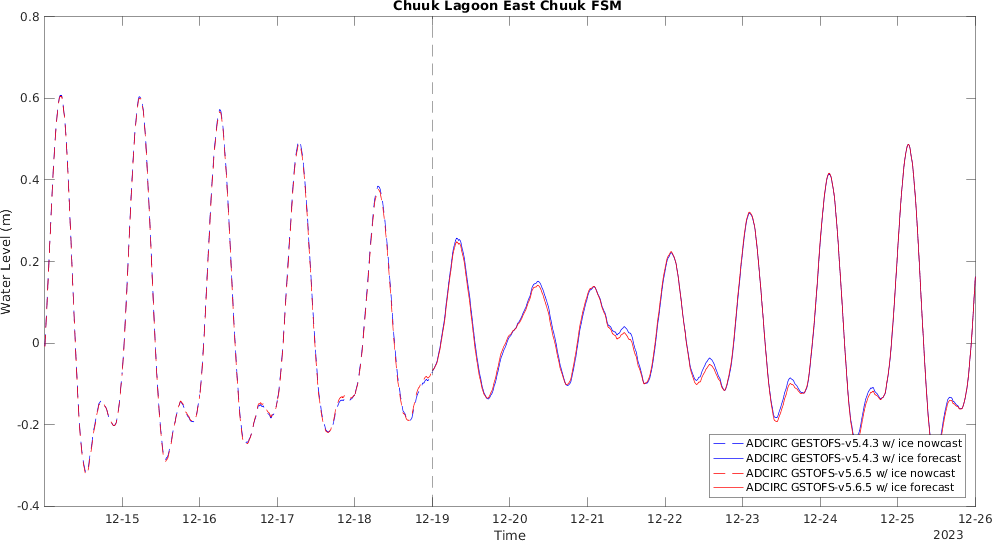 Chuuk Lagoon East Chuuk FSM
Water Level (m)
0.8
0.6
0.4
0.2
0
-0.2
-0.4
ADCIRC GESTOFS-v5.4.3 w/ ice nowcast
ADCIRC GESTOFS-v5.4.3 w/ ice forecast
ADCIRC GSTOFS-v5.6.5 w/ ice nowcast
ADCIRC GSTOFS-v5.6.5 w/ ice forecast
12-15 12-16 12-17 12-18 12-19 12-20 12-21 12-22 12-23 12-24 12-25 12-26
Time
2023